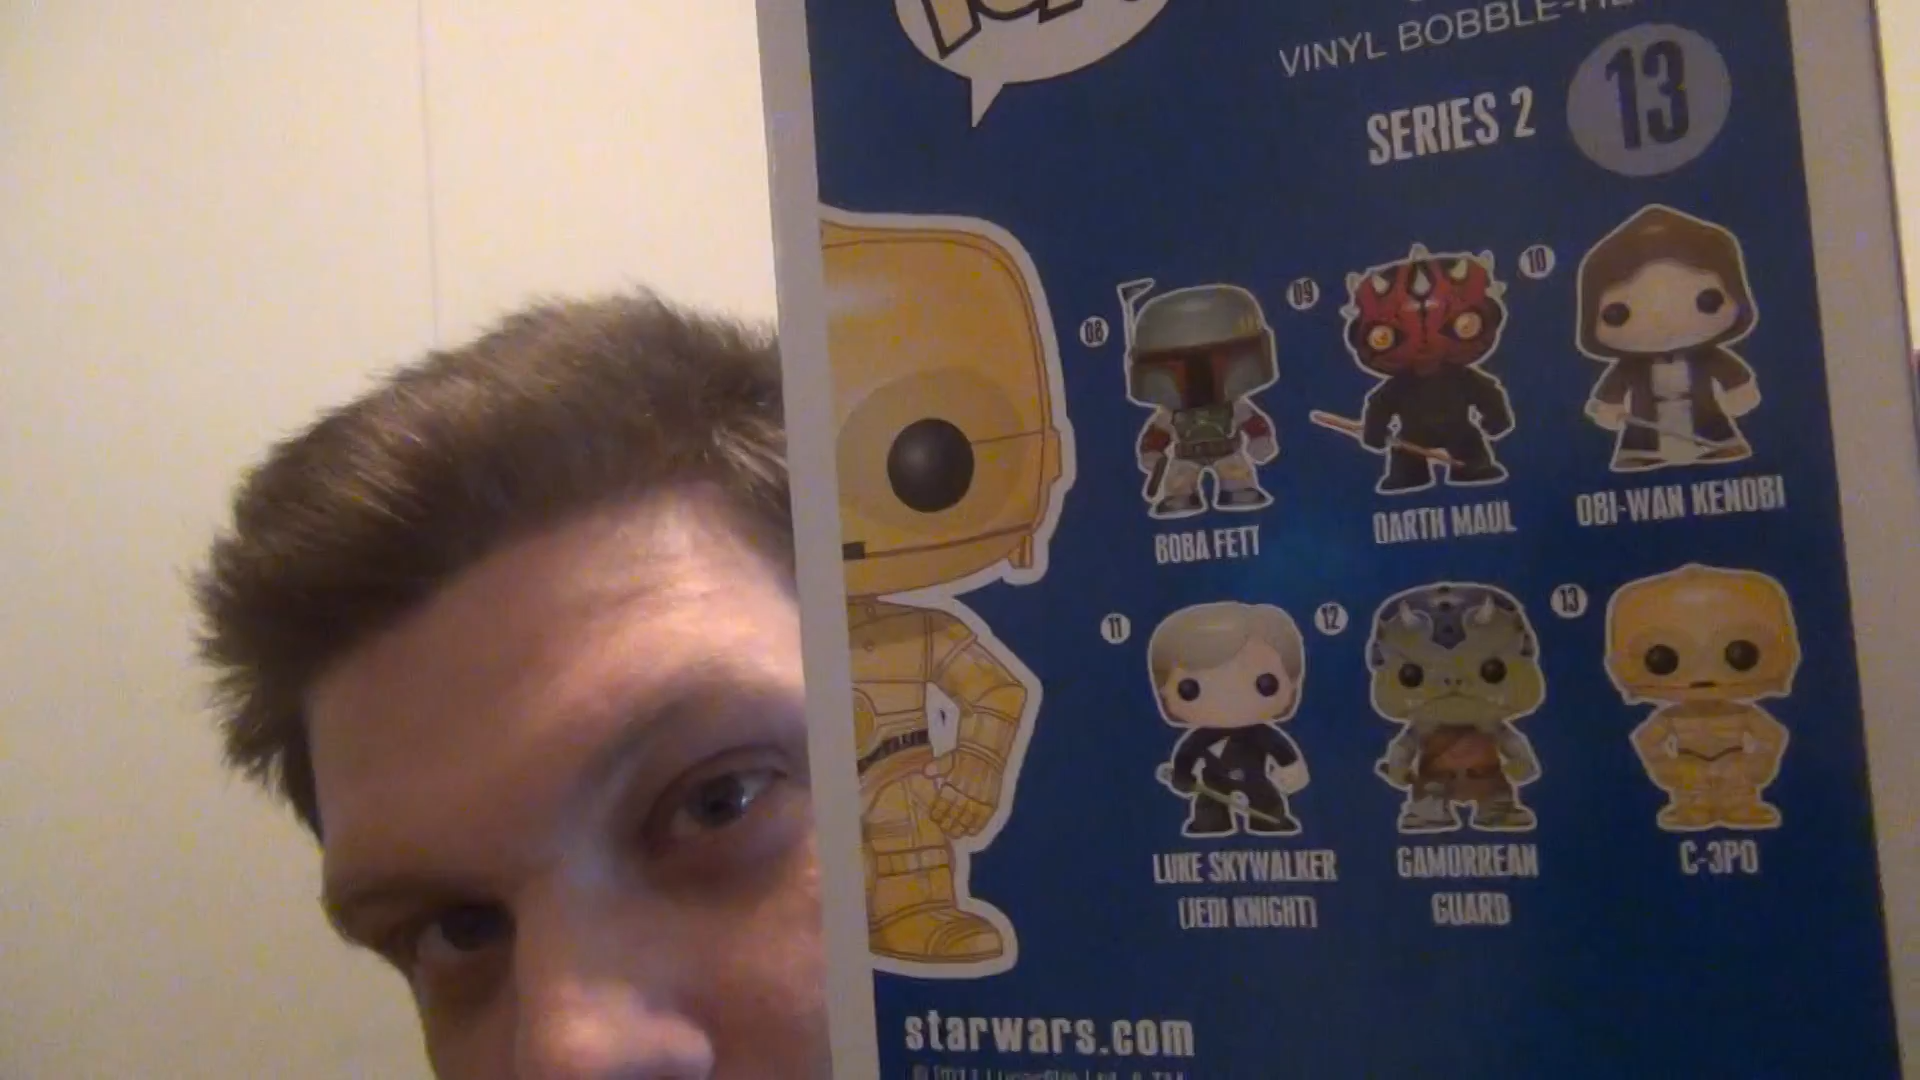 VINYL BOBBLE-HE
SERIES 2 13
08
09
10
BOBA FETT
DARTH MAUL
OBI-WAN KENOBI
11
12
13
LUKE SKYWALKER
(JEDI KNIGHT)
GAMORREAN
GUARD
C-3PO
starwars.com